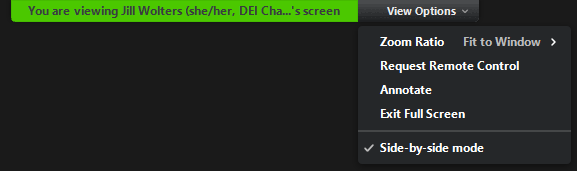 You are viewing Jill Wolters (she/her, DEI Cha...'s screen View Options
Zoom Ratio Fit to Window
Request Remote Control
Annotate
Exit Full Screen
Side-by-side mode